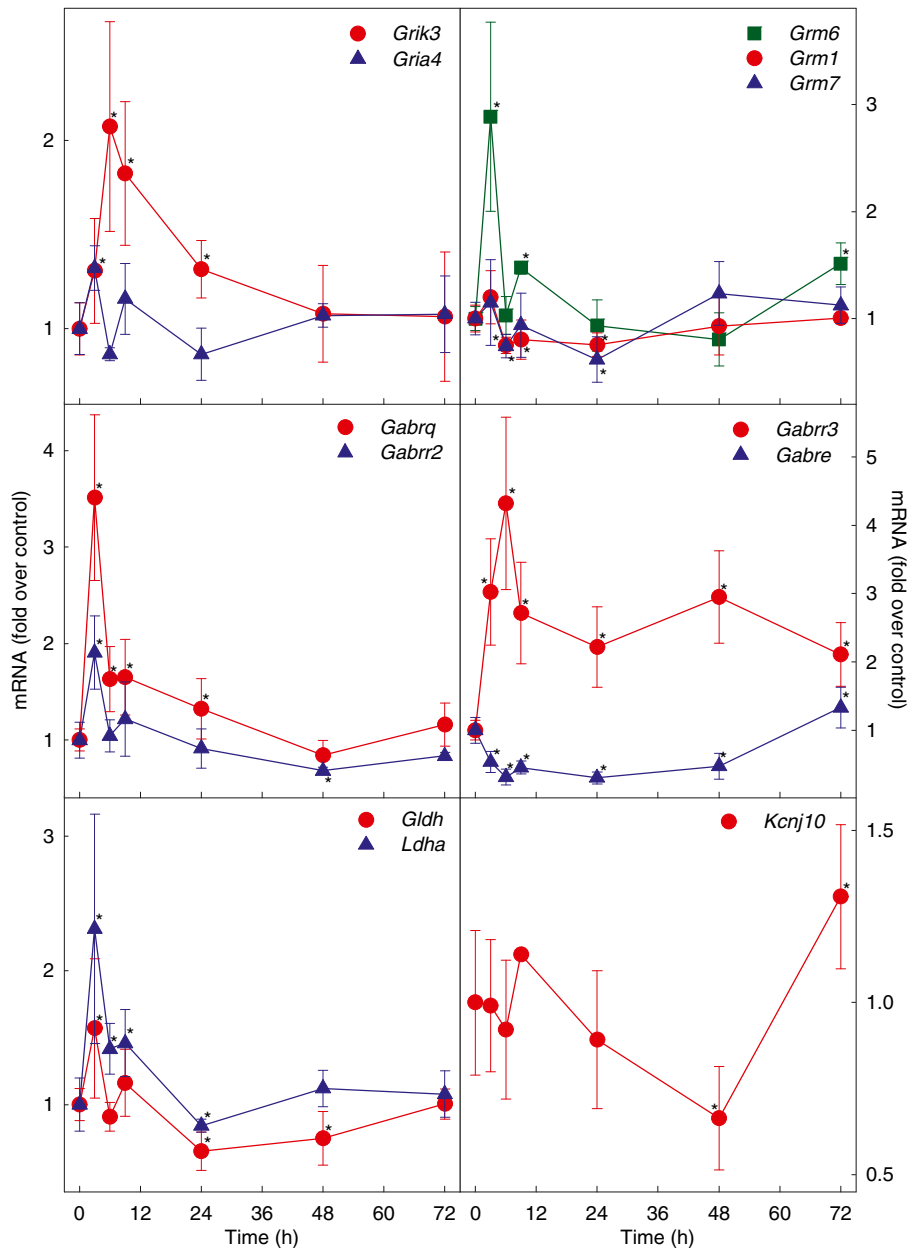 Grik3
Gria4
2
1
Grm6
Grm1
Grm7
3
2
1
Gabrq
Gabrr2
4
3
2
1
Gabrr3
Gabre
5
4
3
2
1
mRNA (fold over control)
mRNA (fold over control)
Gldh
Ldha
3
2
1
Kcnj10
1.5
1.0
0.5
0 12 24 36 48 60 72
0 12 24 36 48 60 72
Time (h)
Time (h)